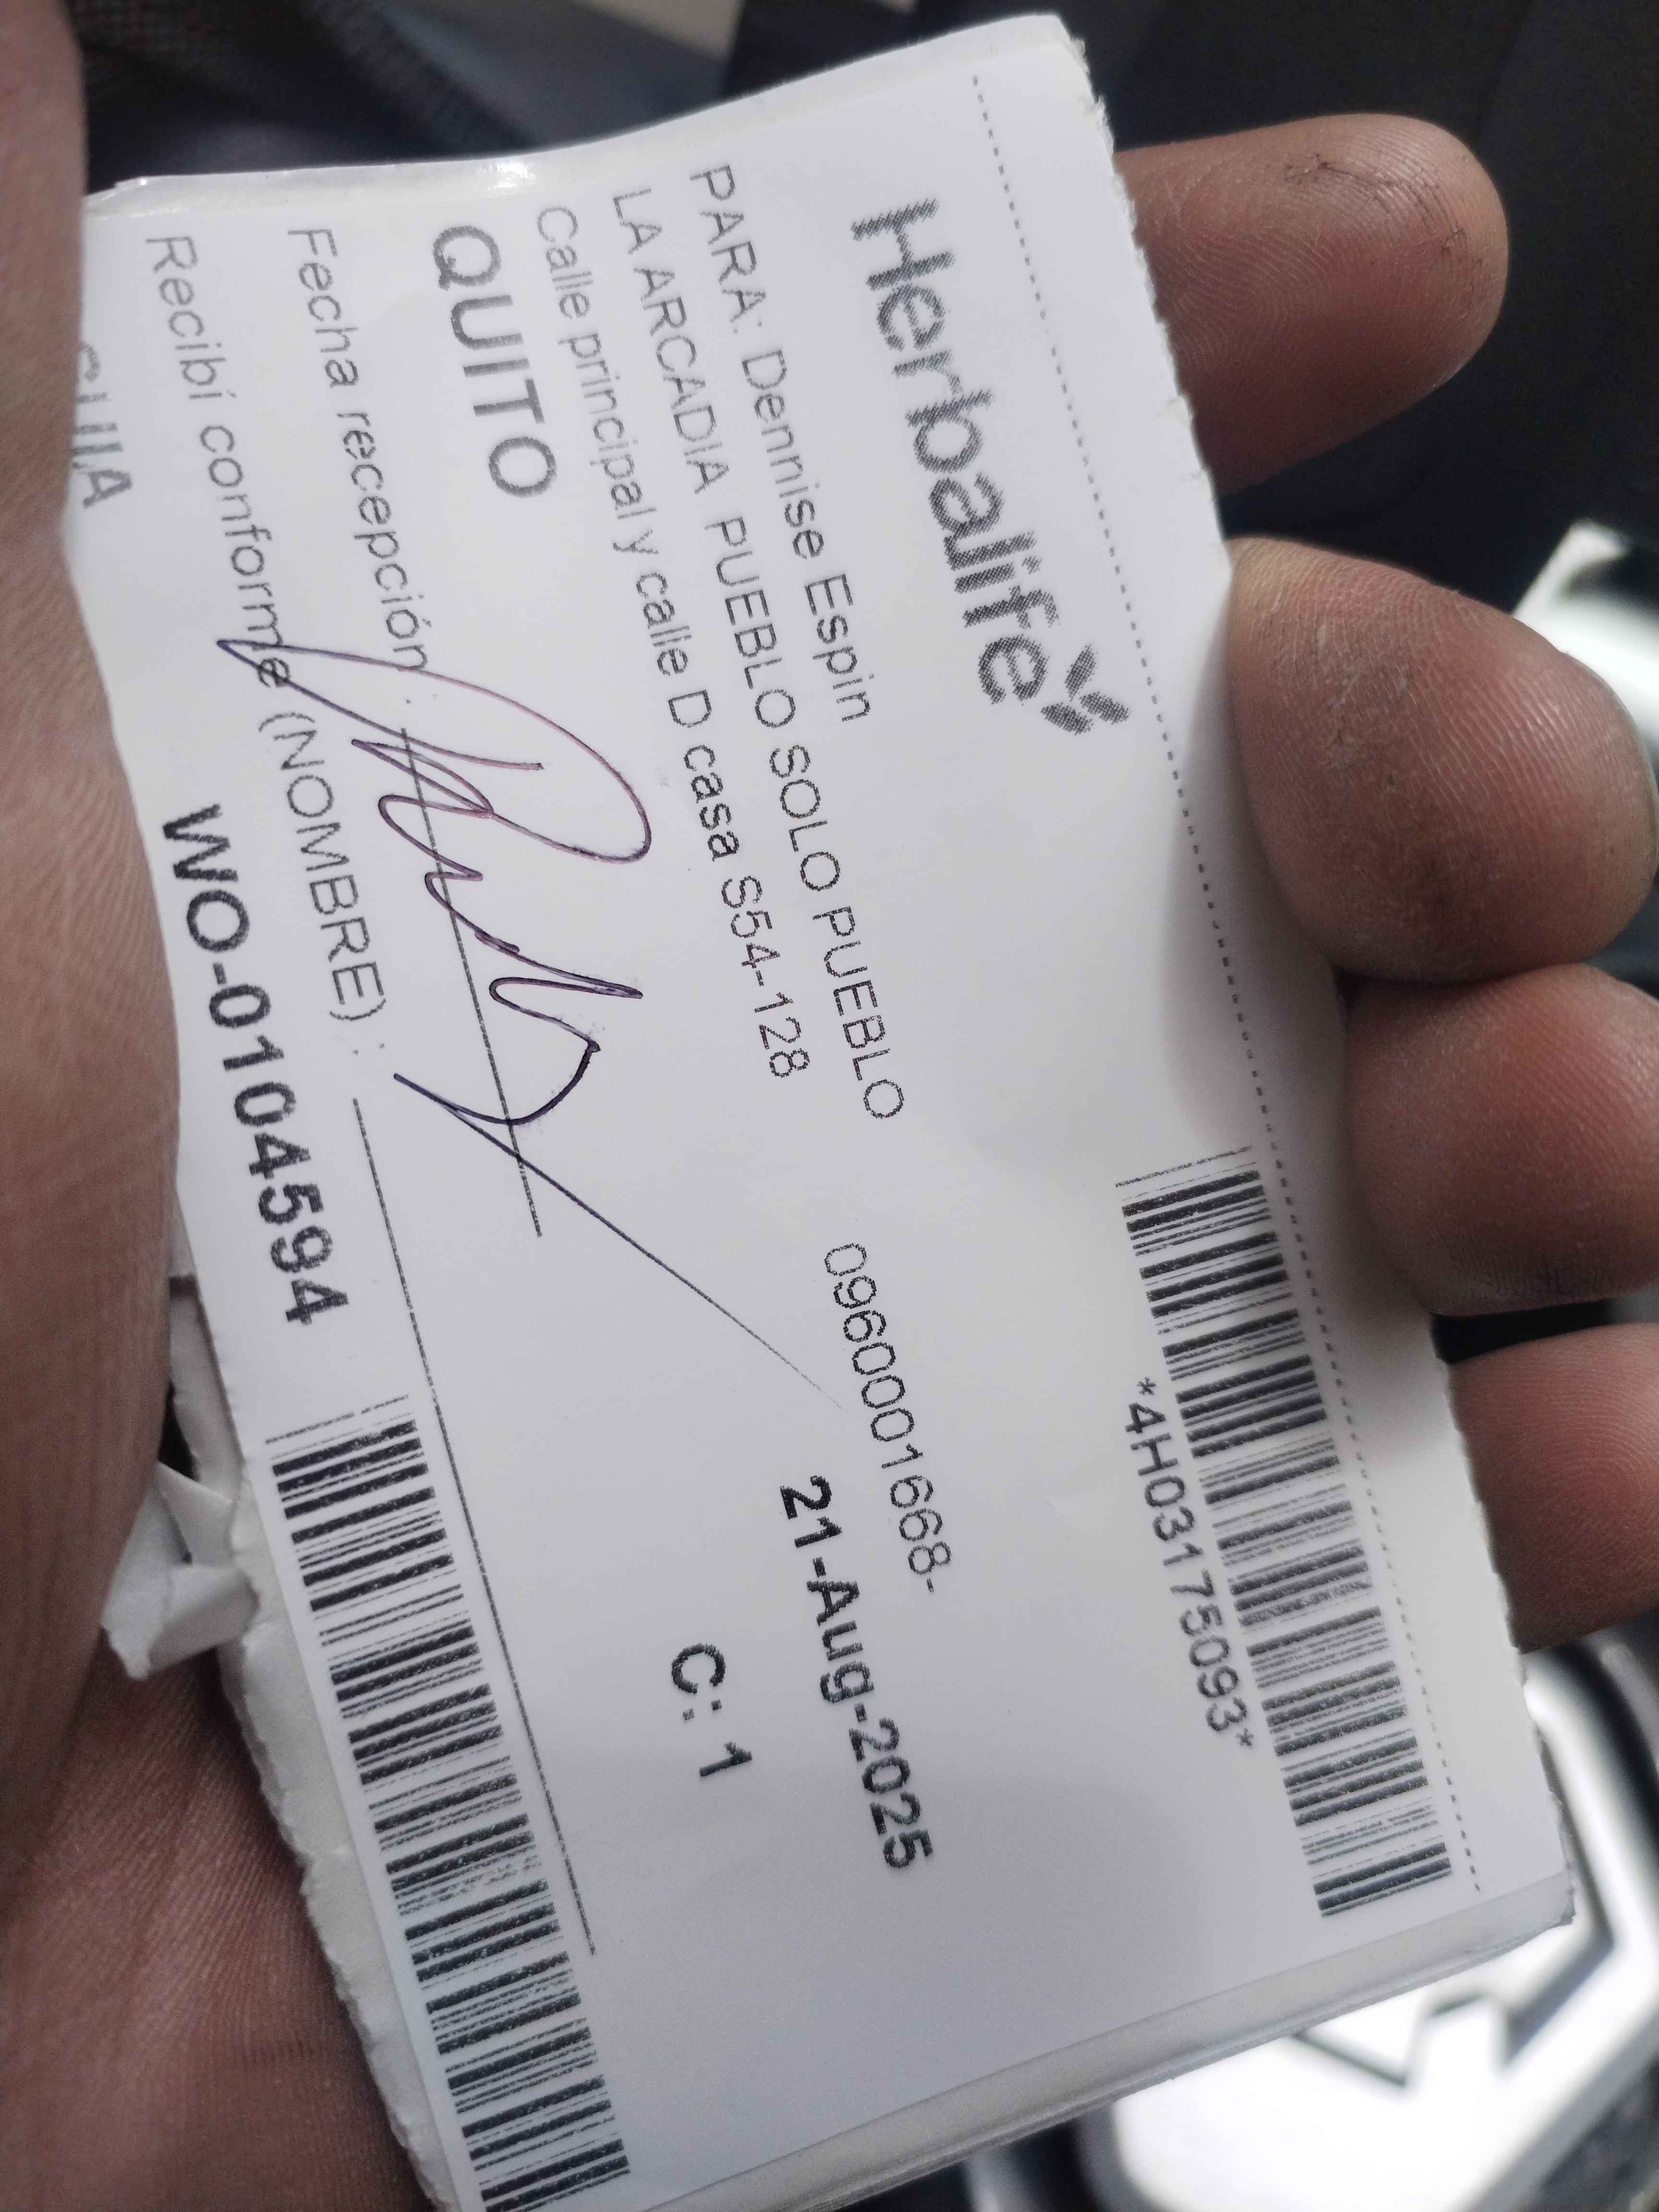 *4H03175093*
Herbalife
PARA: Dennise Espin
0960001668-
LA ARCADIA PUEBLO SOLO PUEBLO
21-Aug-2025
Calle principal y calle D casa S54-128
C: 1
QUITO
Fecha recepción :
Recibí conforme (NOMBRE) :
GUIA
WO-0104594